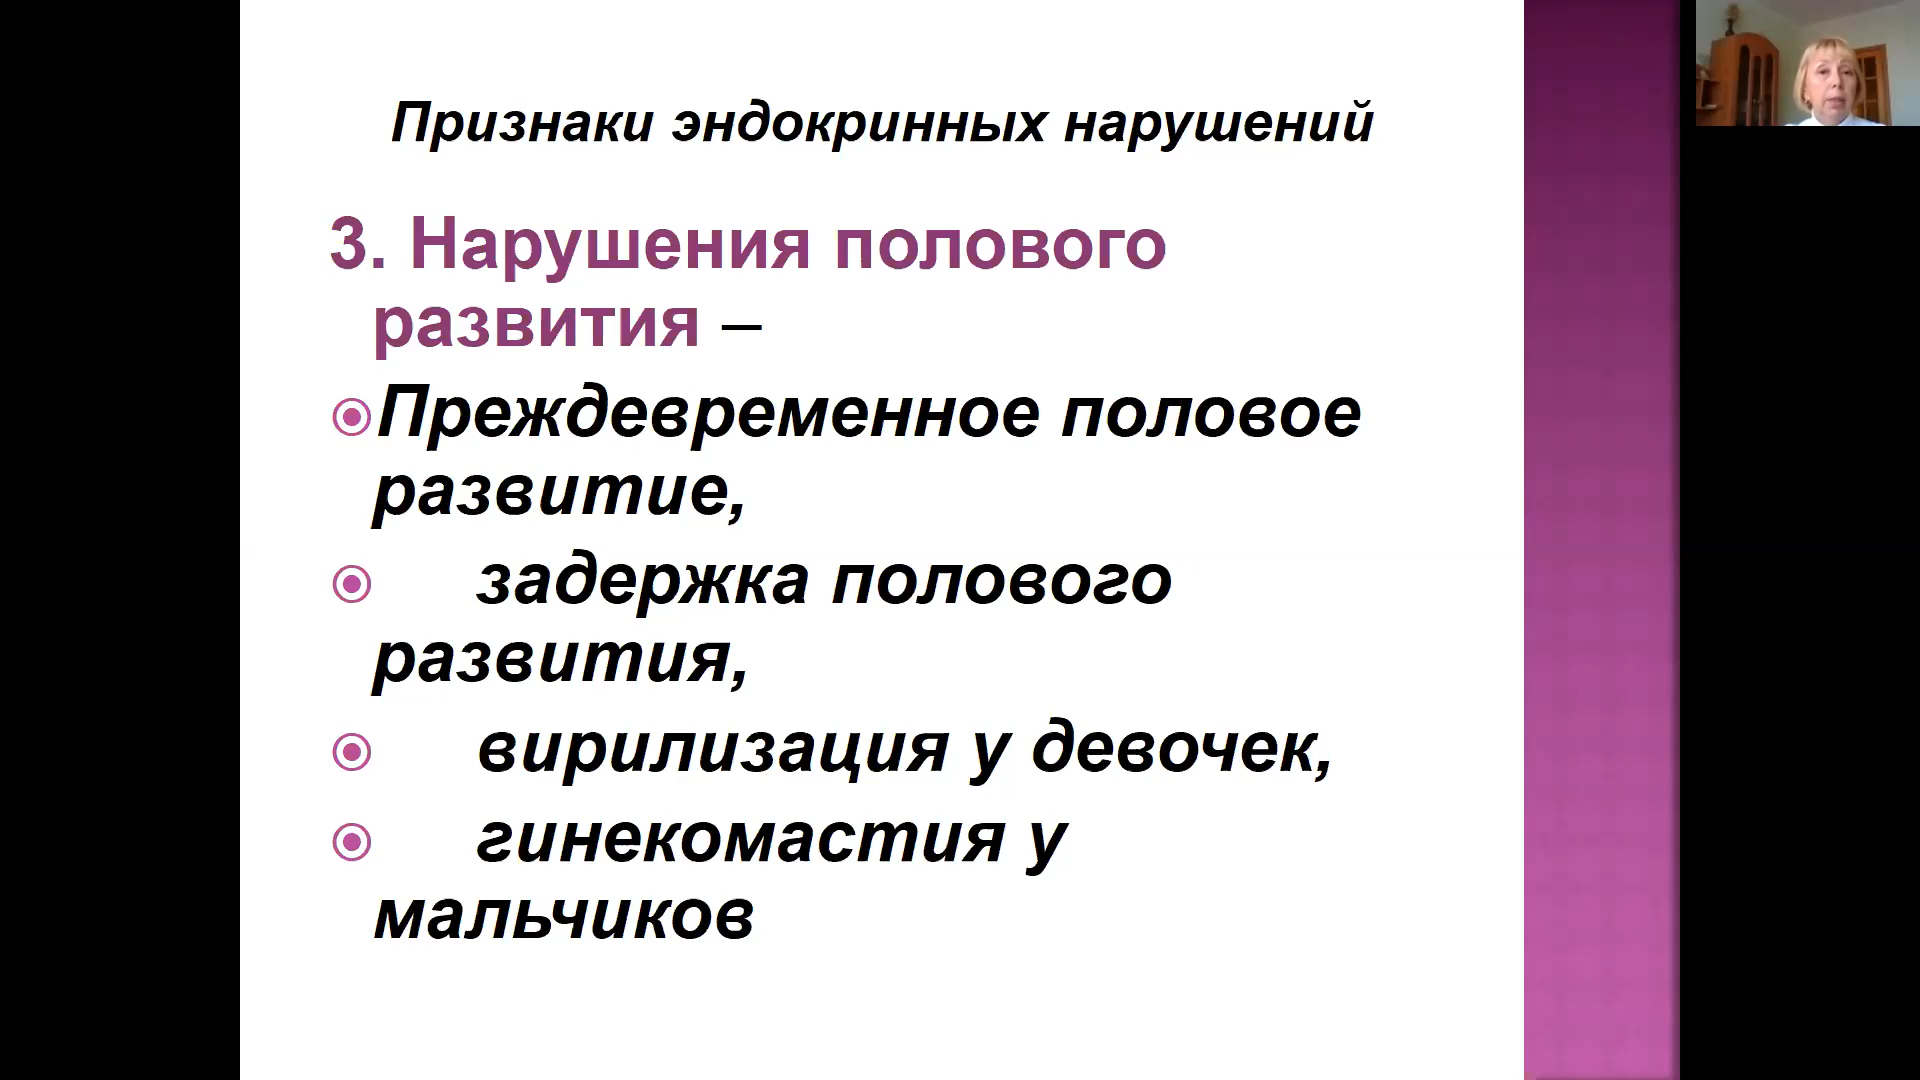 Признаки эндокринных нарушений
3. Нарушения полового
развития –
Преждевременное половое
развитие,
задержка полового
развития,
вирилизация у девочек,
гинекомастия у
мальчиков